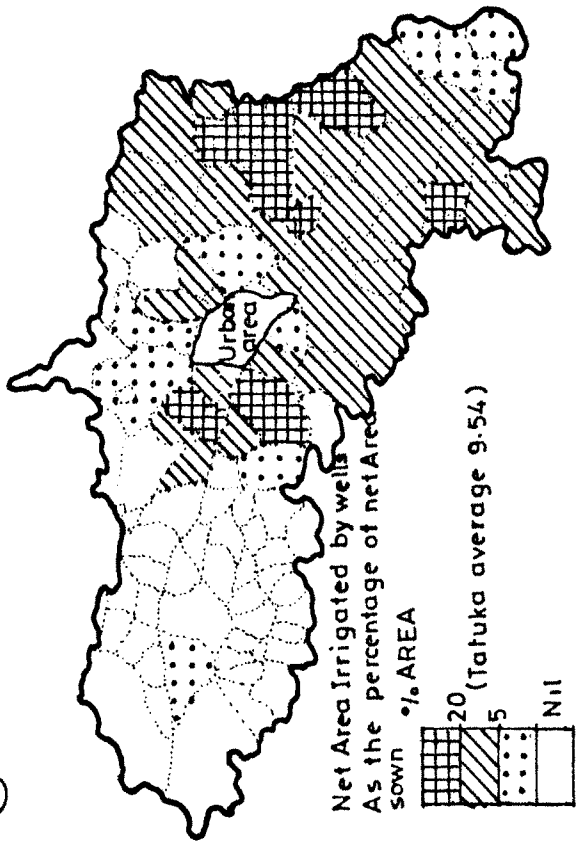 Urban
area
Net Area Irrigated by wells
As the percentage of net Area
sown % AREA
20
(Taluka average 9.54)
5
Nil